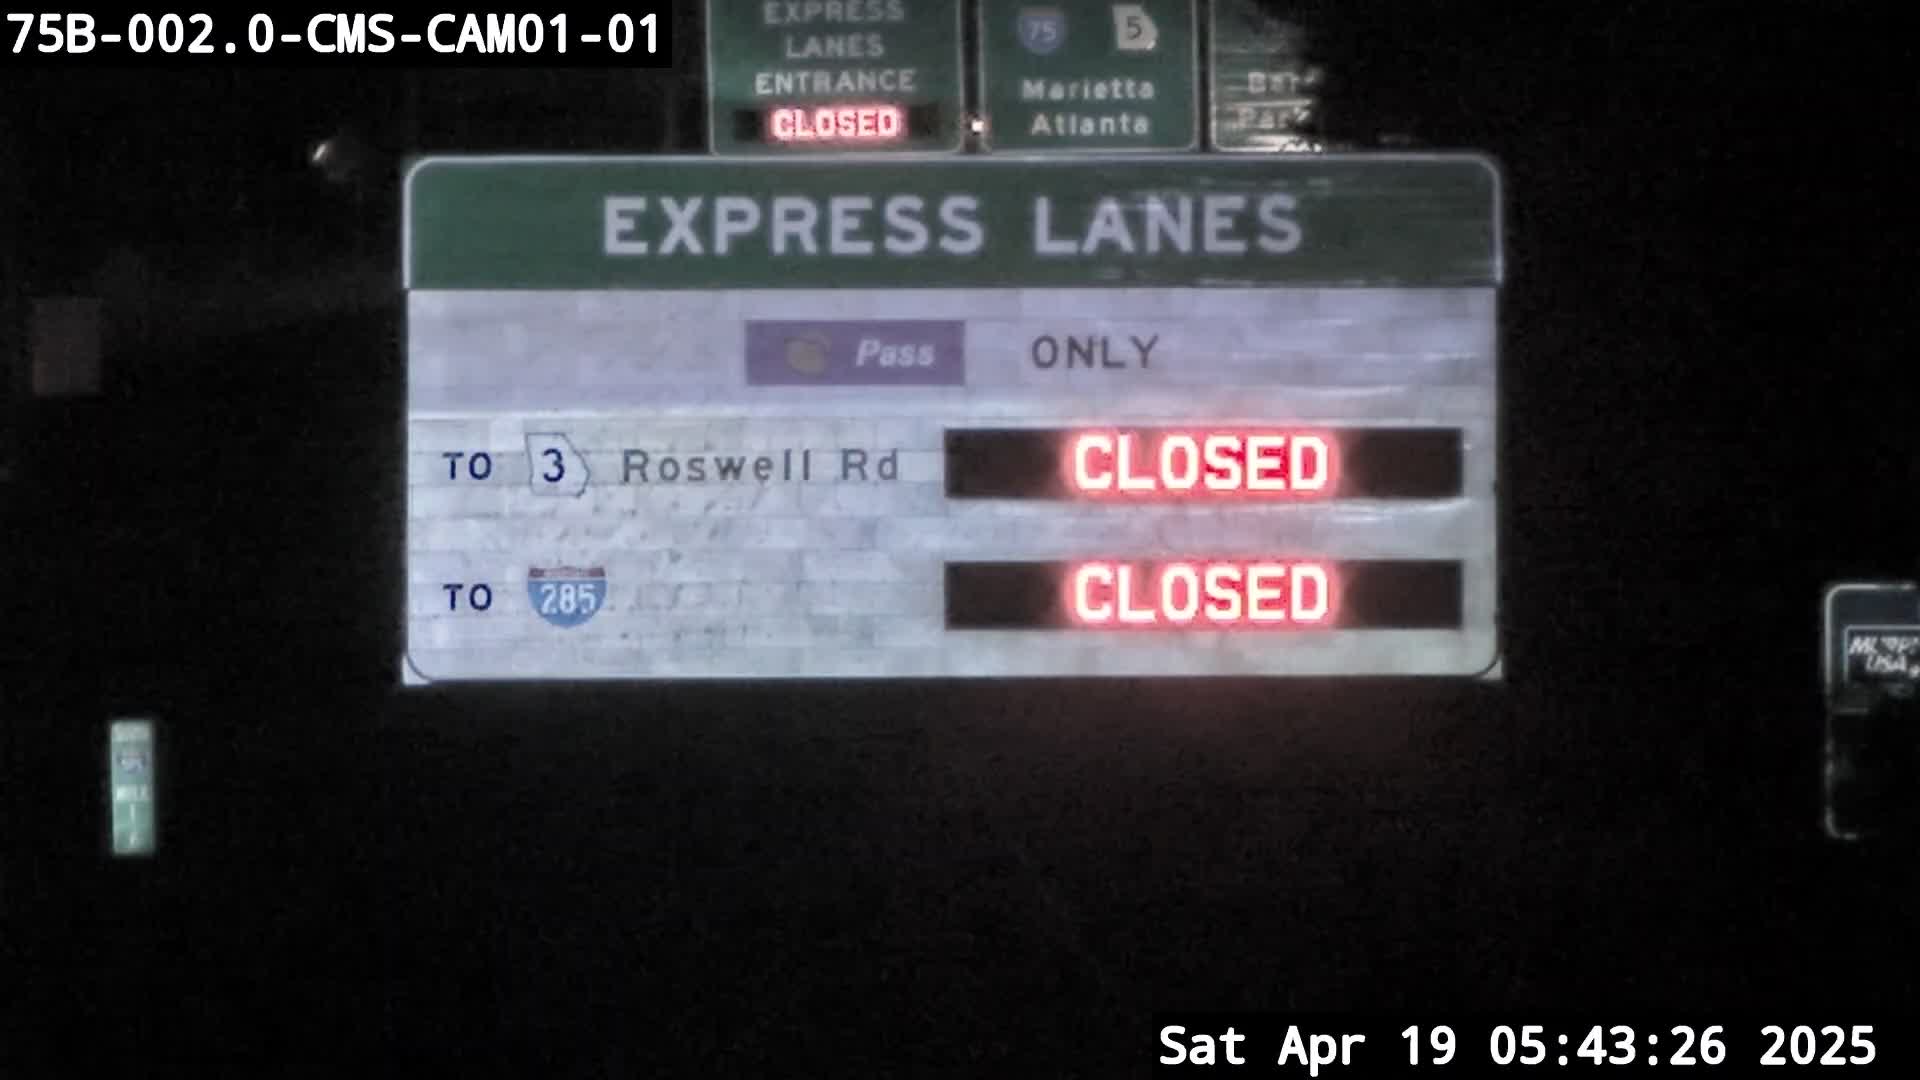 75B-002.0-CMS-CAM01-01
EXPRESS
LANES
ENTRANCE
CLOSED
75 5
Marietta
Atlanta
EXPRESS LANES
Pass ONLY
TO 3 Roswell Rd CLOSED
TO 285 CLOSED
USA
Sat Apr 19 05:43:26 2025